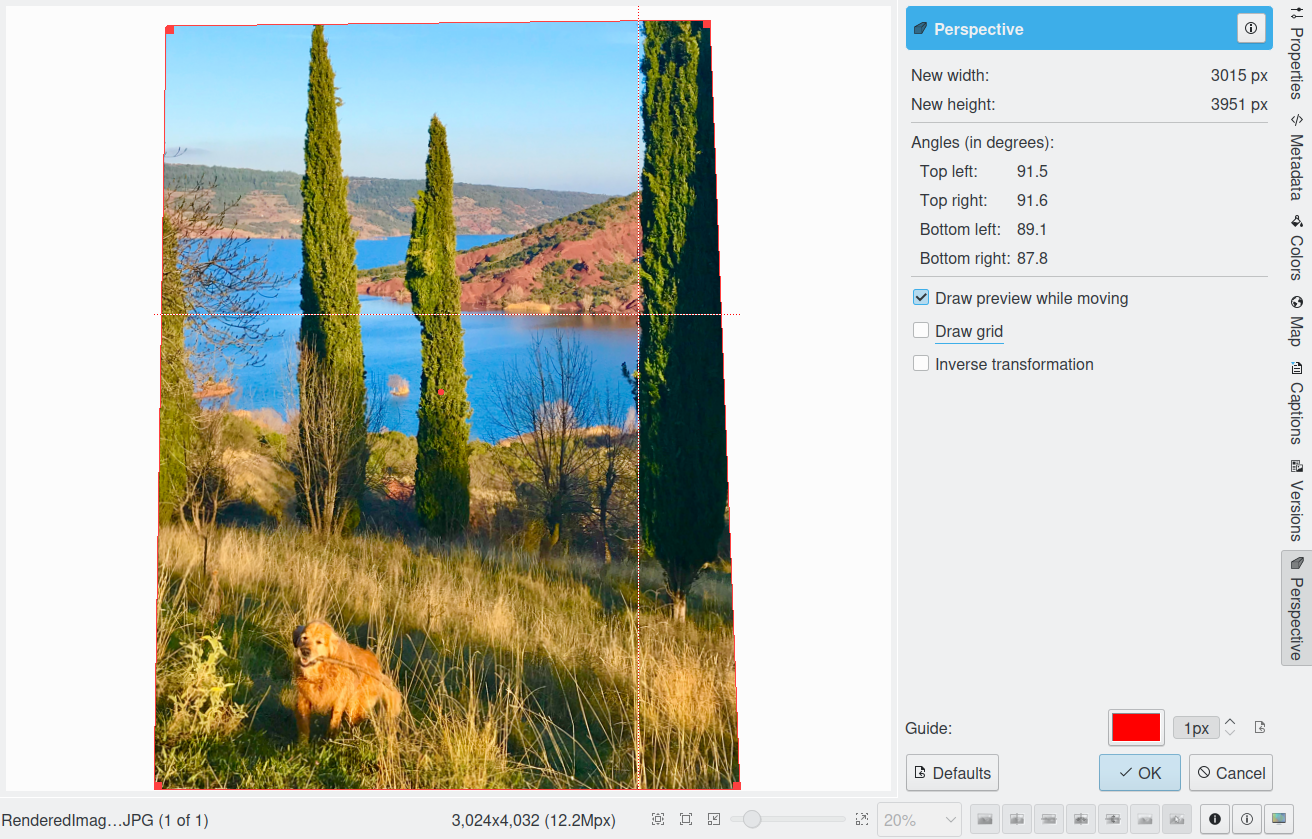 Perspective
New width: 3015 px
New height: 3951 px
Angles (in degrees):
Top left: 91.5
Top right: 91.6
Bottom left: 89.1
Bottom right: 87.8
Draw preview while moving
Draw grid
Inverse transformation
Guide: 1px
Defaults OK Cancel
Properties
Metadata
Colors
Map
Captions
Versions
Perspective
RenderedImag...JPG (1 of 1) 3,024x4,032 (12.2Mpx) 20%